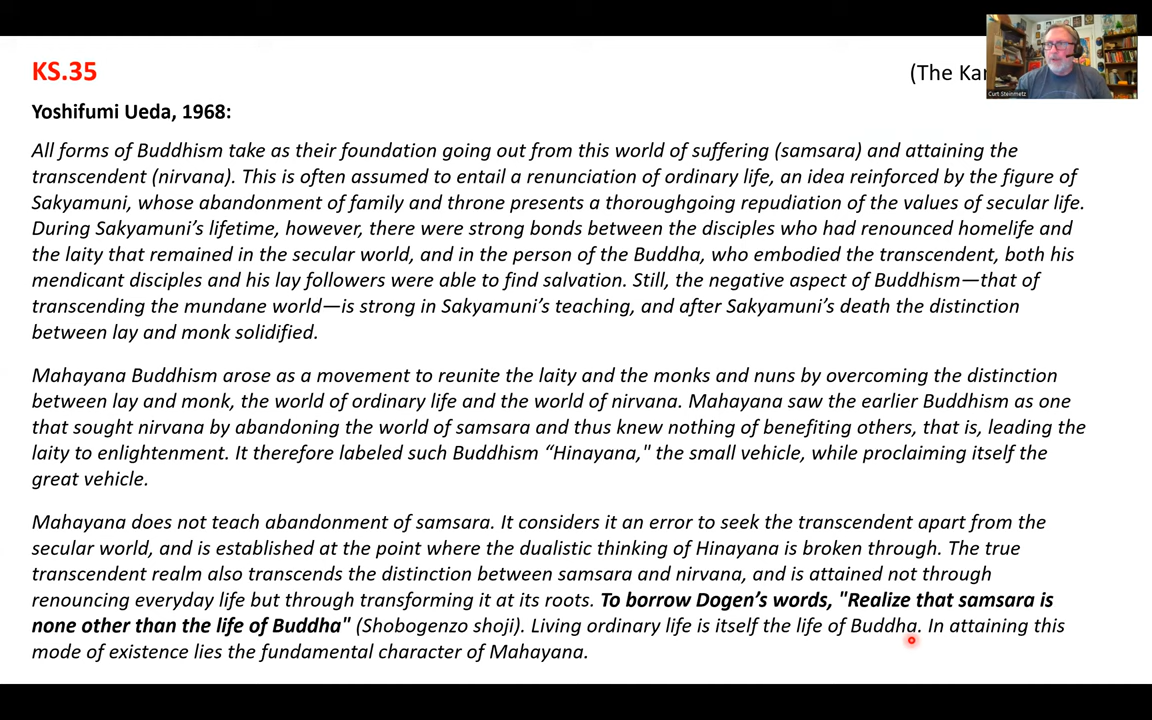 KS.35
(The Kar
Curt Steinmetz
Yoshifumi Ueda, 1968:
All forms of Buddhism take as their foundation going out from this world of suffering (samsara) and attaining the
transcendent (nirvana). This is often assumed to entail a renunciation of ordinary life, an idea reinforced by the figure of
Sakyamuni, whose abandonment of family and throne presents a thoroughgoing repudiation of the values of secular life.
During Sakyamuni’s lifetime, however, there were strong bonds between the disciples who had renounced homelife and
the laity that remained in the secular world, and in the person of the Buddha, who embodied the transcendent, both his
mendicant disciples and his lay followers were able to find salvation. Still, the negative aspect of Buddhism—that of
transcending the mundane world—is strong in Sakyamuni’s teaching, and after Sakyamuni’s death the distinction
between lay and monk solidified.
Mahayana Buddhism arose as a movement to reunite the laity and the monks and nuns by overcoming the distinction
between lay and monk, the world of ordinary life and the world of nirvana. Mahayana saw the earlier Buddhism as one
that sought nirvana by abandoning the world of samsara and thus knew nothing of benefiting others, that is, leading the
laity to enlightenment. It therefore labeled such Buddhism “Hinayana," the small vehicle, while proclaiming itself the
great vehicle.
Mahayana does not teach abandonment of samsara. It considers it an error to seek the transcendent apart from the
secular world, and is established at the point where the dualistic thinking of Hinayana is broken through. The true
transcendent realm also transcends the distinction between samsara and nirvana, and is attained not through
renouncing everyday life but through transforming it at its roots. To borrow Dogen’s words, "Realize that samsara is
none other than the life of Buddha" (Shobogenzo shoji). Living ordinary life is itself the life of Buddha. In attaining this
mode of existence lies the fundamental character of Mahayana.